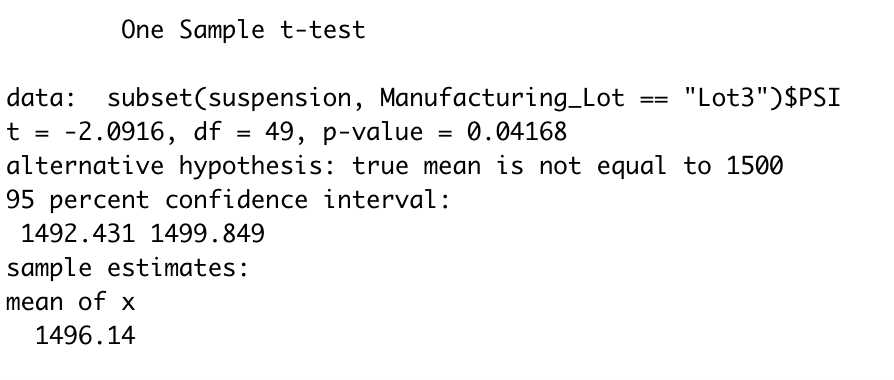 One Sample t-test
data:  subset(suspension, Manufacturing_Lot == "Lot3")$PSI
t = -2.0916, df = 49, p-value = 0.04168
alternative hypothesis: true mean is not equal to 1500
95 percent confidence interval:
1492.431 1499.849
sample estimates:
mean of x
1496.14